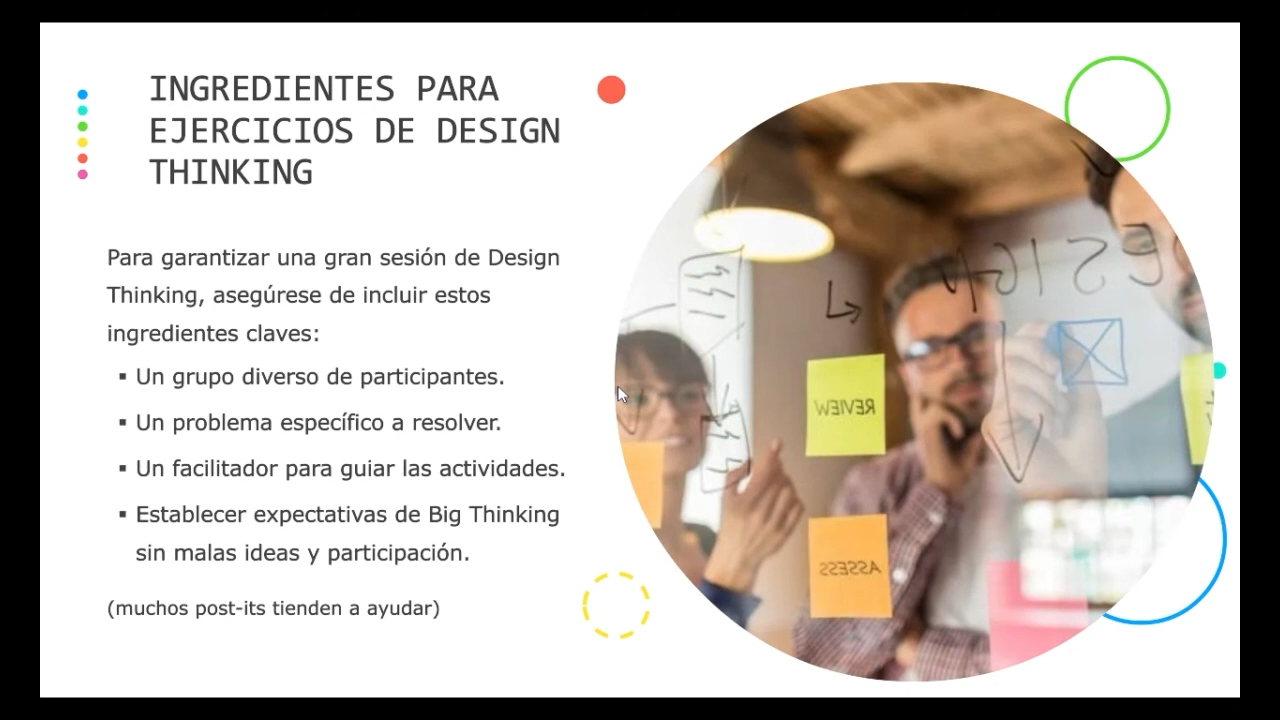 INGREDIENTES PARA
EJERCICIOS DE DESIGN
THINKING
Para garantizar una gran sesión de Design
Thinking, asegúrese de incluir estos
ingredientes claves:
▪ Un grupo diverso de participantes.
▪ Un problema específico a resolver.
▪ Un facilitador para guiar las actividades.
▪ Establecer expectativas de Big Thinking
sin malas ideas y participación.
(muchos post-its tienden a ayudar)
ESIGN
REVIEW
ASSESS